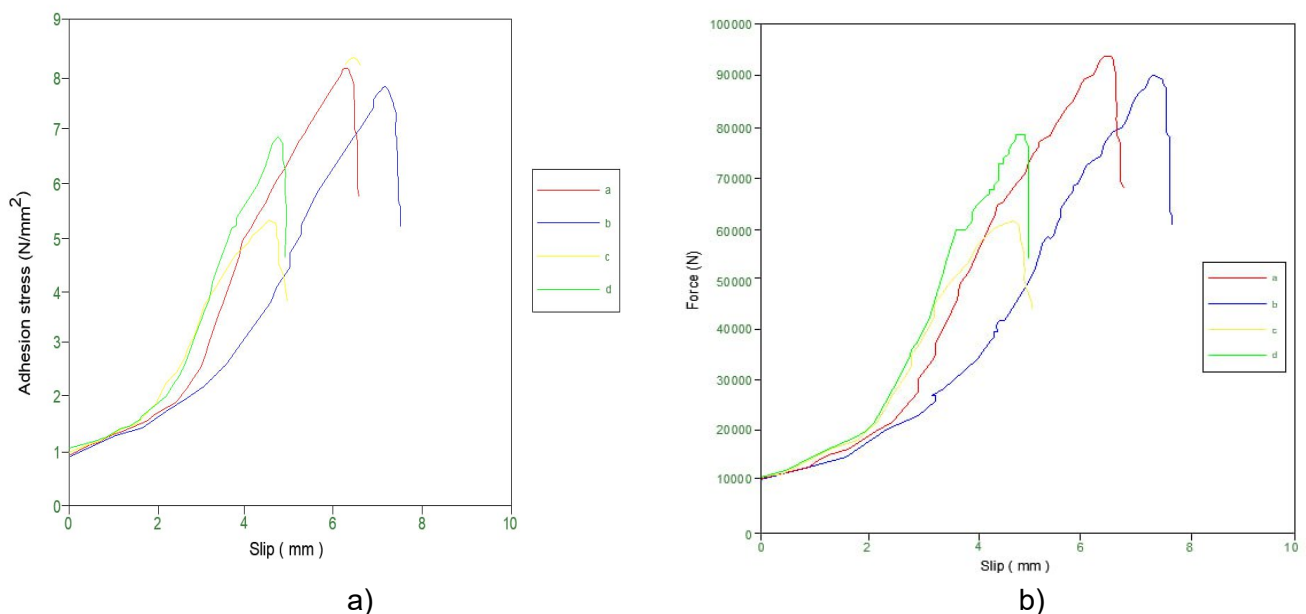 9
8
7
6
5
4
3
2
1
0
Adhesion stress (N/mm²)
0 2 4 6 8 10
Slip ( mm )
a
b
c
d
a)
100000
90000
80000
70000
60000
50000
40000
30000
20000
10000
0
Force (N)
0 2 4 6 8 10
Slip ( mm )
a
b
c
d
b)